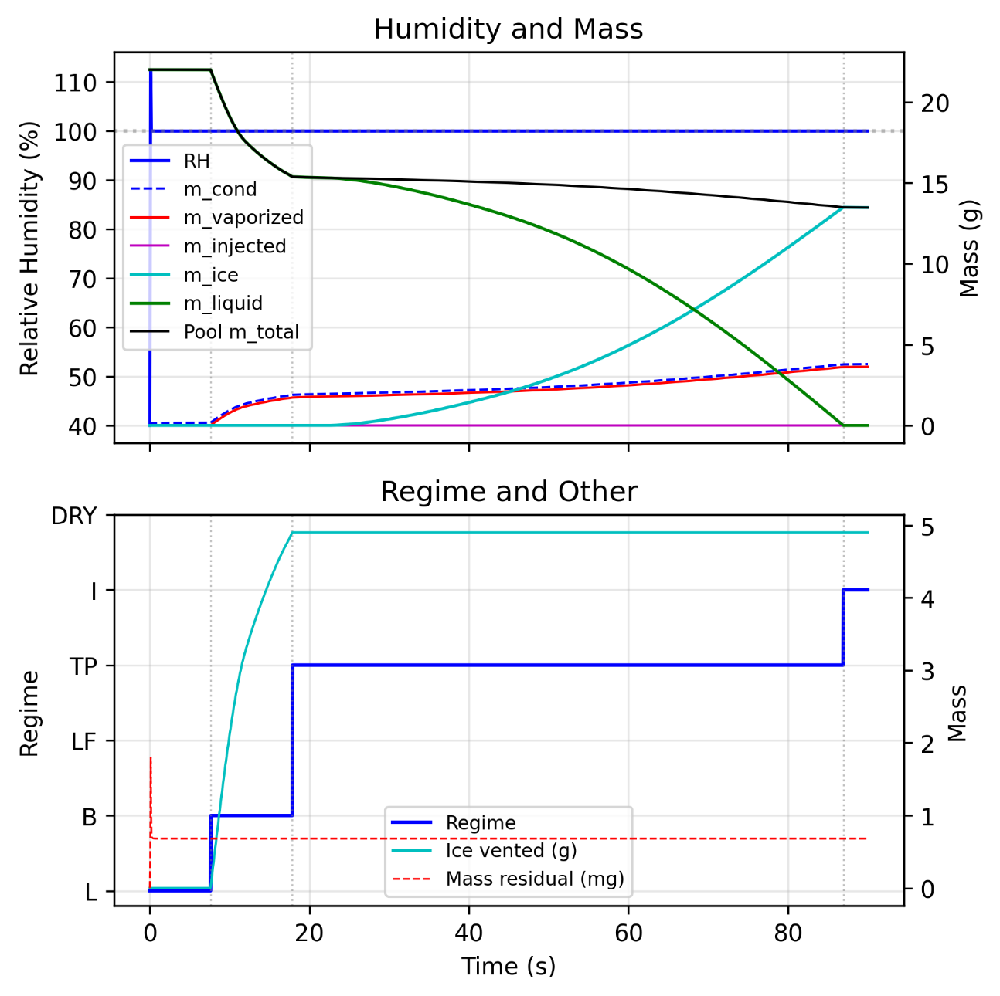 Humidity and Mass
110
100
90
80
70
60
50
40
Relative Humidity (%)
RH
m_cond
m_vaporized
m_injected
m_ice
m_liquid
Pool m_total
20
15
10
5
0
Mass (g)
Regime and Other
DRY
I
TP
LF
B
L
Regime
Regime
Ice vented (g)
Mass residual (mg)
5
4
3
2
1
0
Mass
0 20 40 60 80
Time (s)